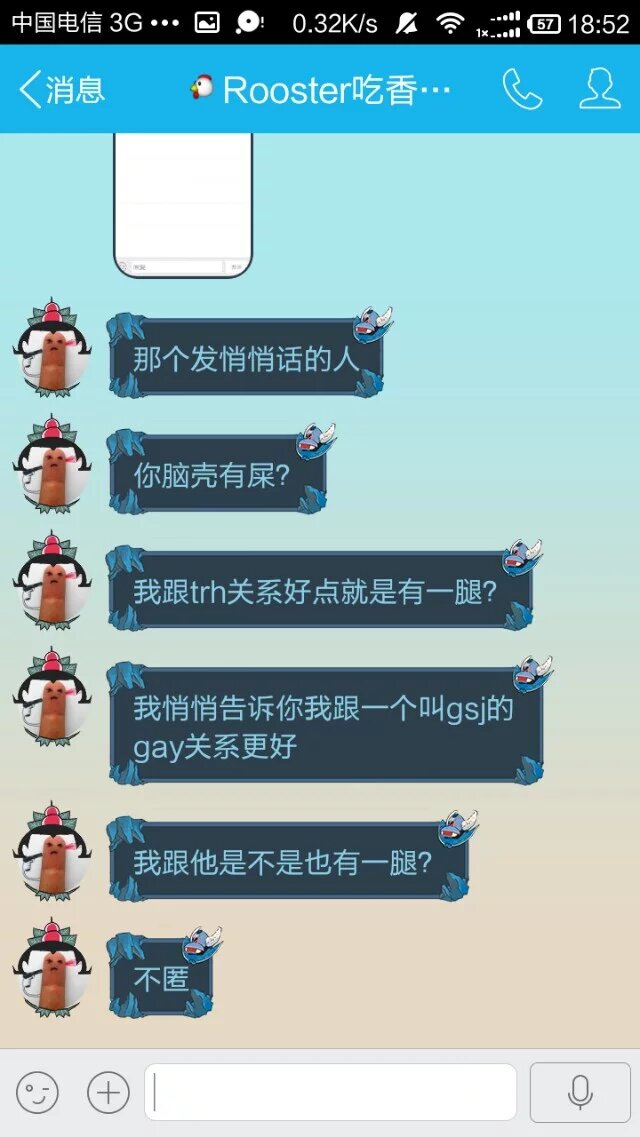 中国电信 3G 0.32K/s 1x 57 18:52
消息 Rooster吃香…
那个发悄悄话的人
你脑壳有屎?
我跟trh关系好点就是有一腿?
我悄悄告诉你我跟一个叫gsj的
gay关系更好
我跟他是不是也有一腿?
不匿